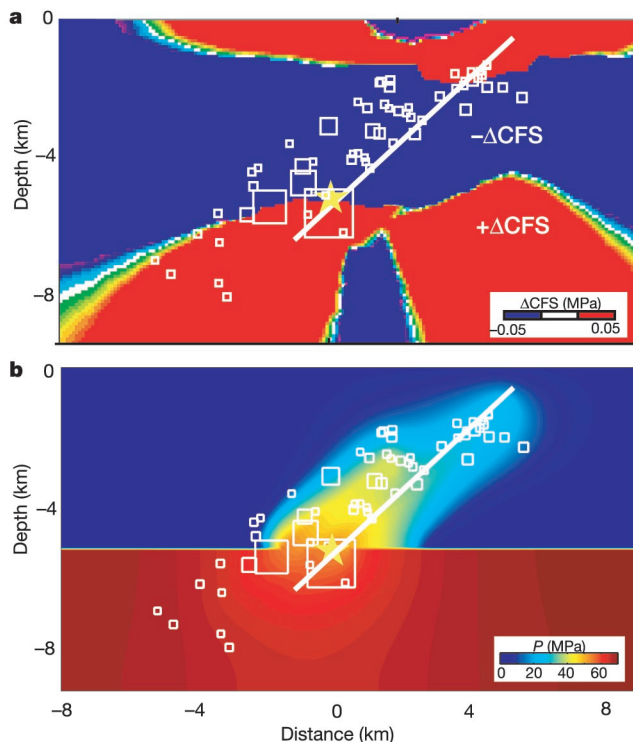 a
0
Depth (km)
−4
−ΔCFS
+ΔCFS
−8
ΔCFS (MPa)
−0.05
0.05
b
0
Depth (km)
−4
−8
P (MPa)
0 20 40 60
−8 −4 0 4 8
Distance (km)